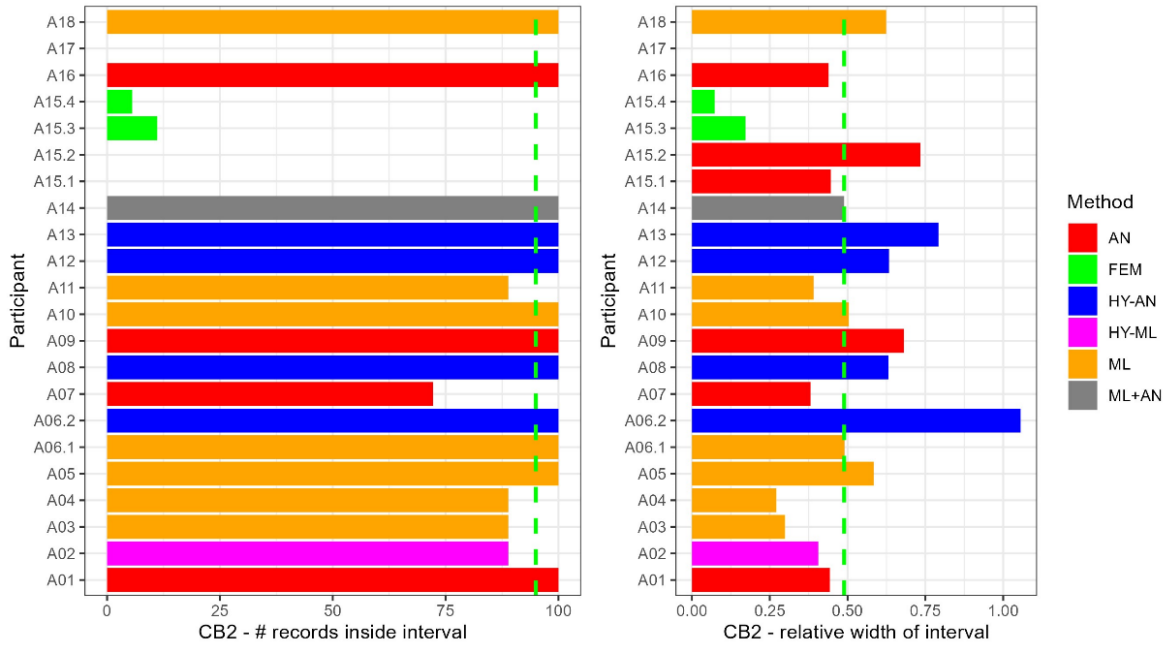 Participant
A18
A17
A16
A15.4
A15.3
A15.2
A15.1
A14
A13
A12
A11
A10
A09
A08
A07
A06.2
A06.1
A05
A04
A03
A02
A01
0 25 50 75 100
CB2 - # records inside interval
Participant
A18
A17
A16
A15.4
A15.3
A15.2
A15.1
A14
A13
A12
A11
A10
A09
A08
A07
A06.2
A06.1
A05
A04
A03
A02
A01
0.00 0.25 0.50 0.75 1.00
CB2 - relative width of interval
Method
AN
FEM
HY-AN
HY-ML
ML
ML+AN